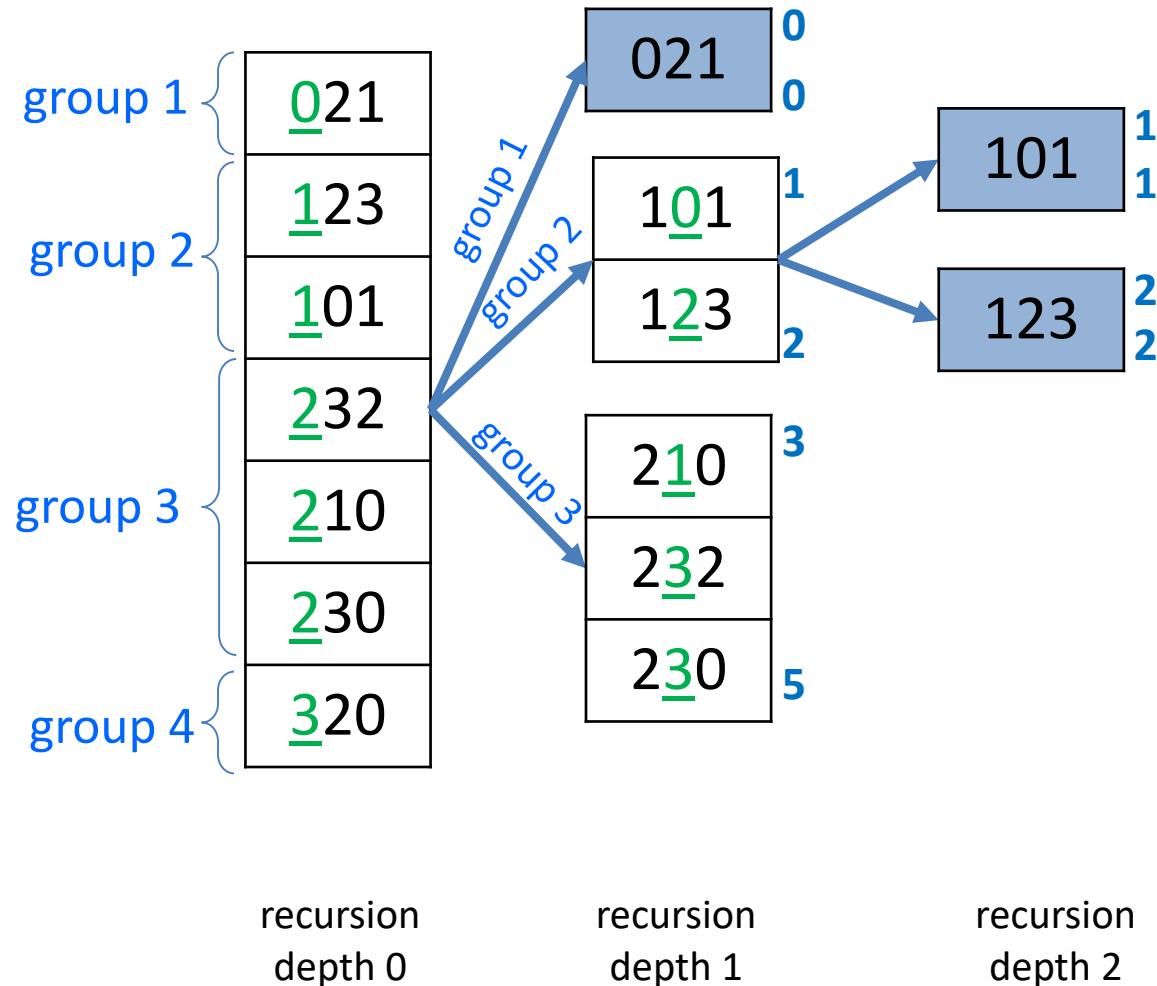 group 1
group 2
group 3
group 4
021
123
101
232
210
230
320
group 1
group 2
group 3
021
0
0
101
123
1
2
210
232
230
3
5
101
1
1
123
2
2
recursion
depth 0
recursion
depth 1
recursion
depth 2